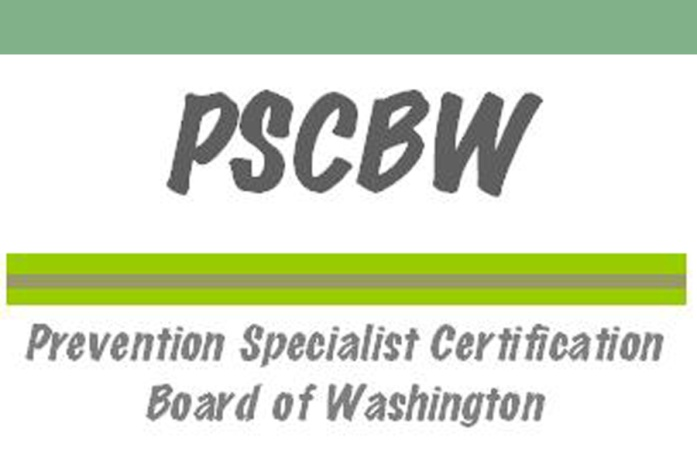 PSCBW
Prevention Specialist Certification
Board of Washington